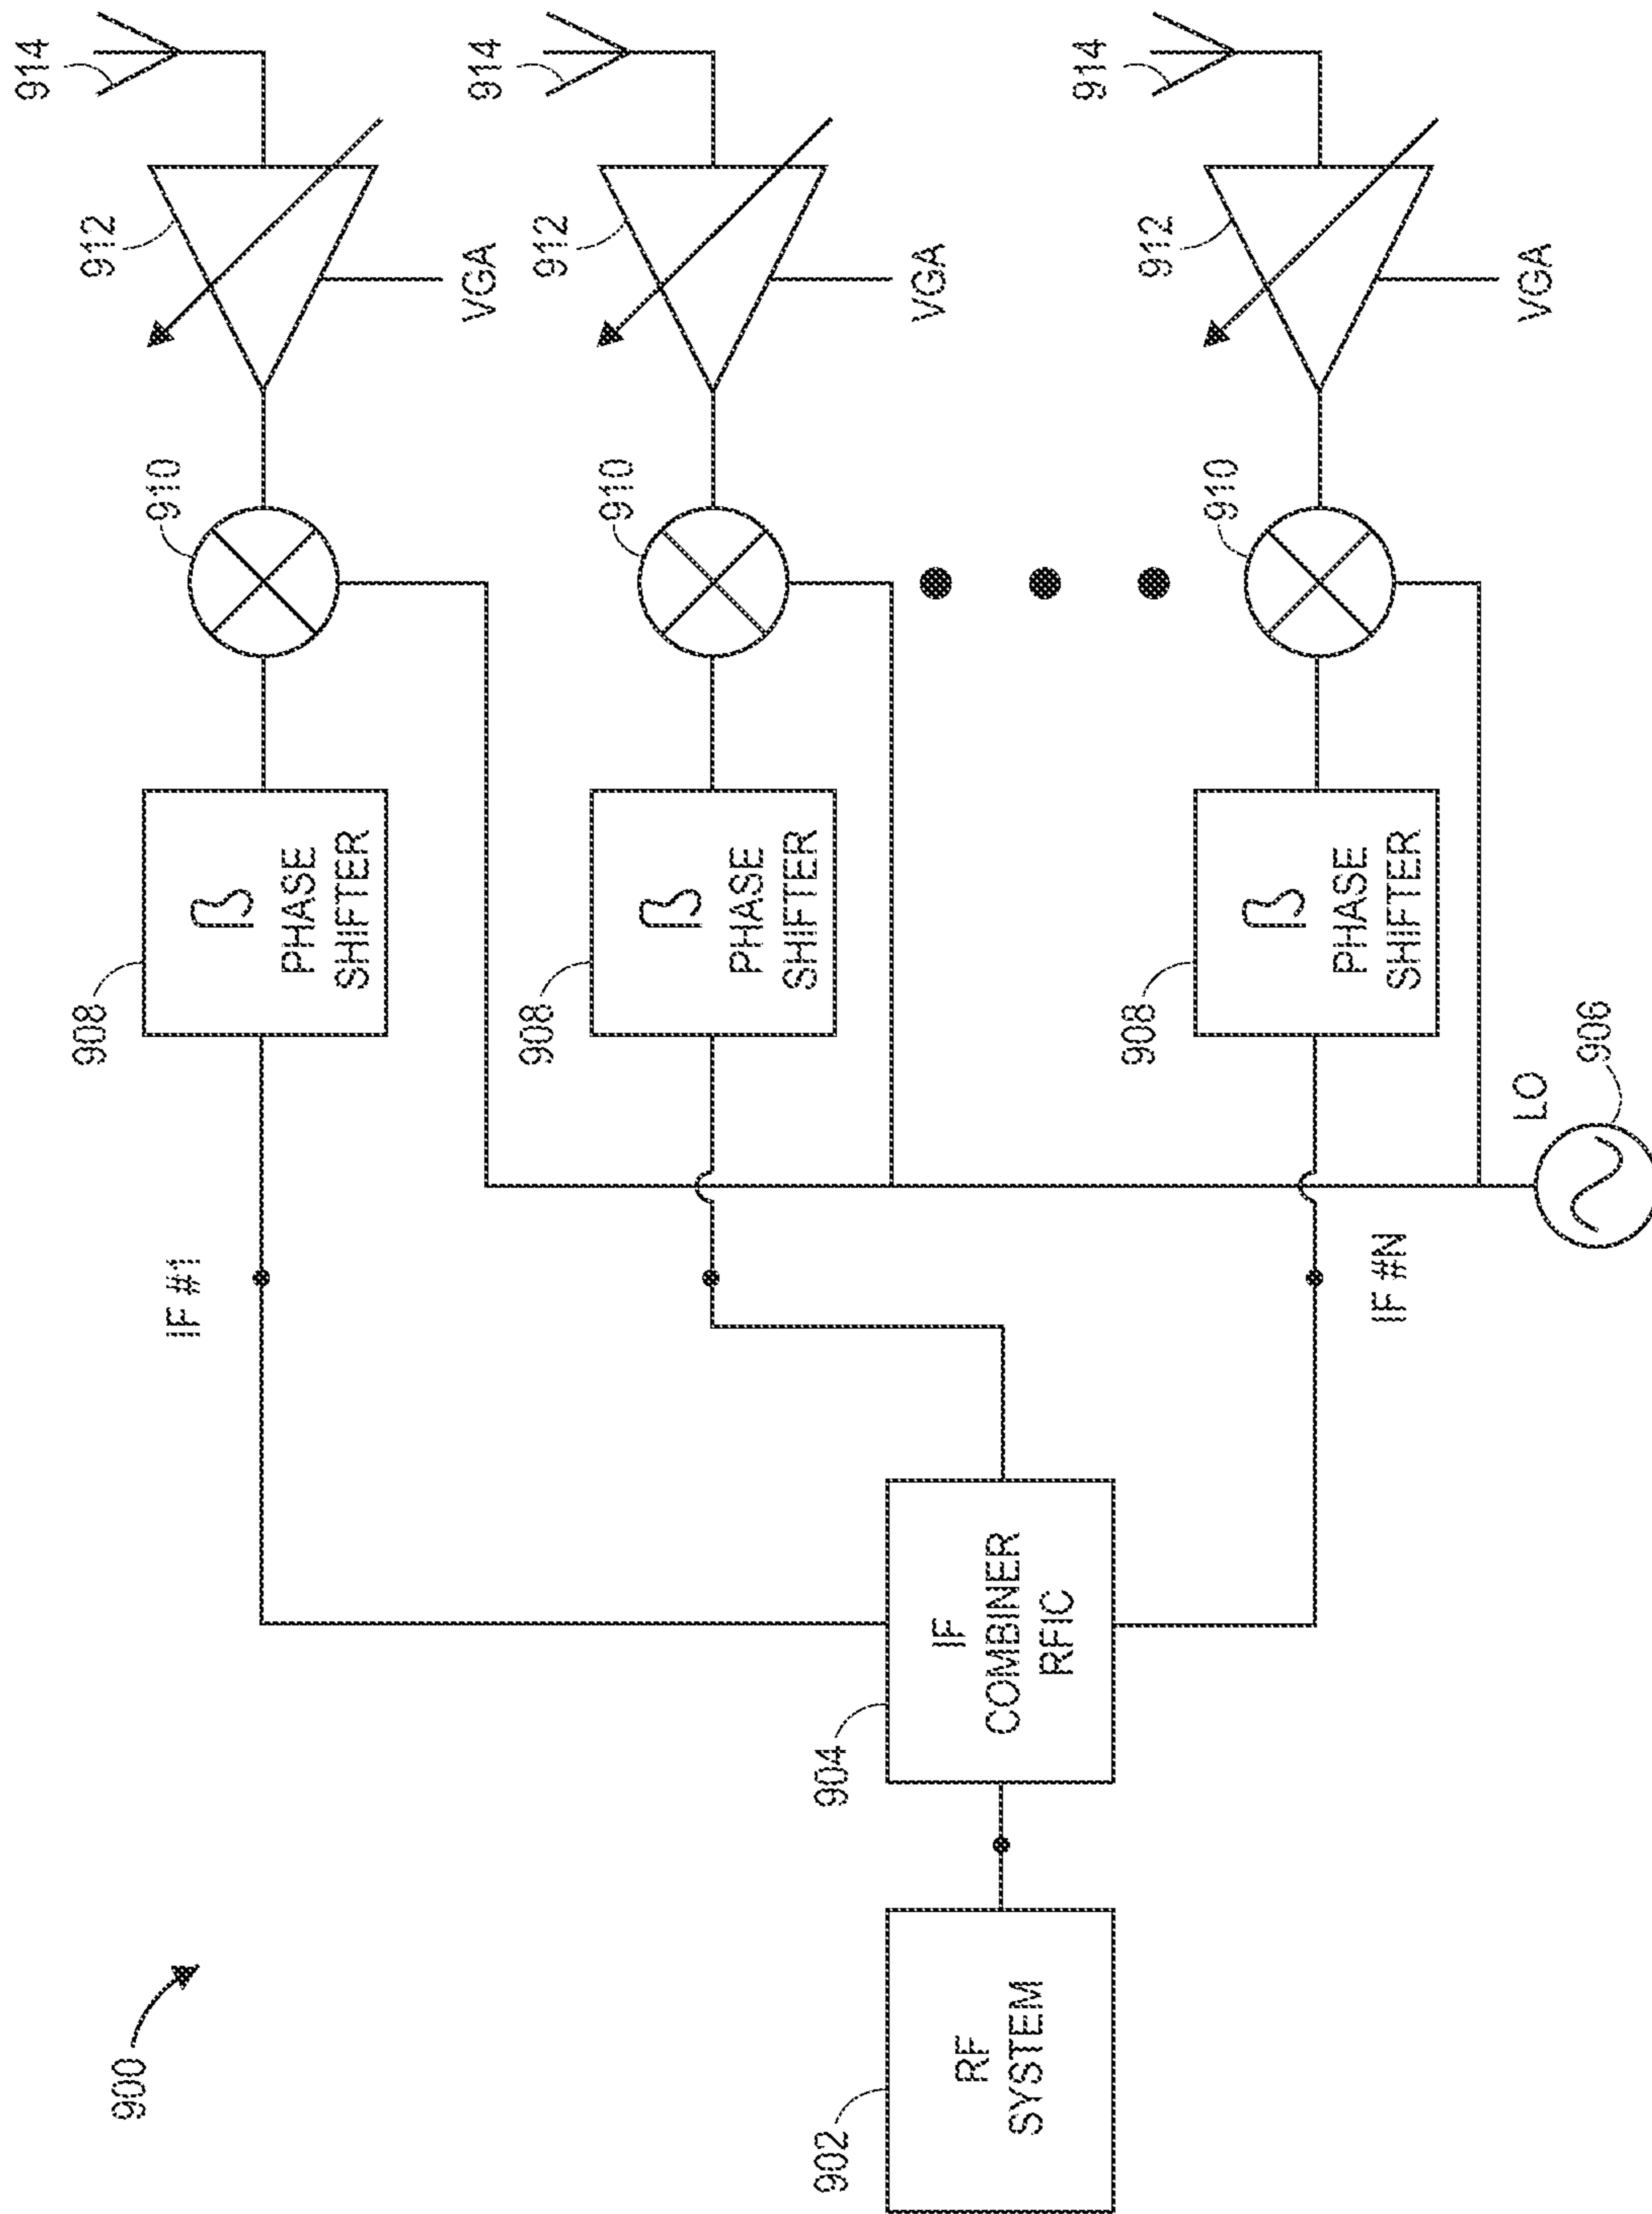 900
902
RF
SYSTEM
904
IF
COMBINER
RFIC
IF #1
908
PHASE
SHIFTER
910
912
VGA
914
908
PHASE
SHIFTER
910
912
VGA
914
IF #N
908
PHASE
SHIFTER
910
912
VGA
914
LO
906